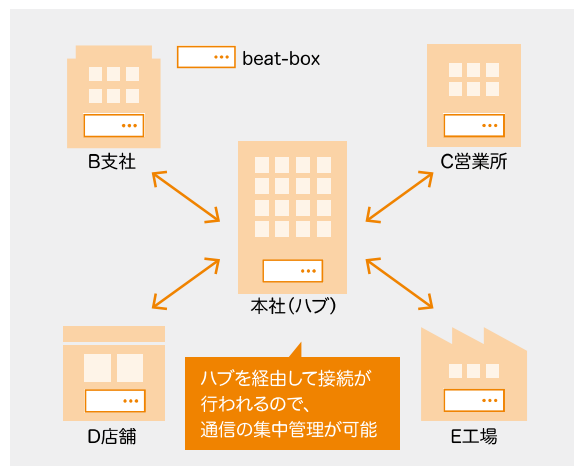 beat-box
B支社
C営業所
本社（ハブ）
D店舗
E工場
ハブを経由して接続が
行われるので、
通信の集中管理が可能